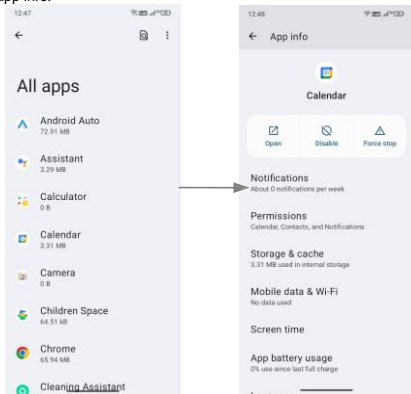 app info.
12:47
All apps
Android Auto
72.91 MB
Assistant
3.29 MB
Calculator
0 B
Calendar
3.31 MB
Camera
0 B
Children Space
64.51 kB
Chrome
65.94 MB
Cleaning Assistant
12:48
App info
Calendar
Open
Disable
Force stop
Notifications
About 0 notifications per week
Permissions
Calendar, Contacts, and Notifications
Storage & cache
3.31 MB used in internal storage
Mobile data & Wi-Fi
No data used
Screen time
App battery usage
0% use since last full charge